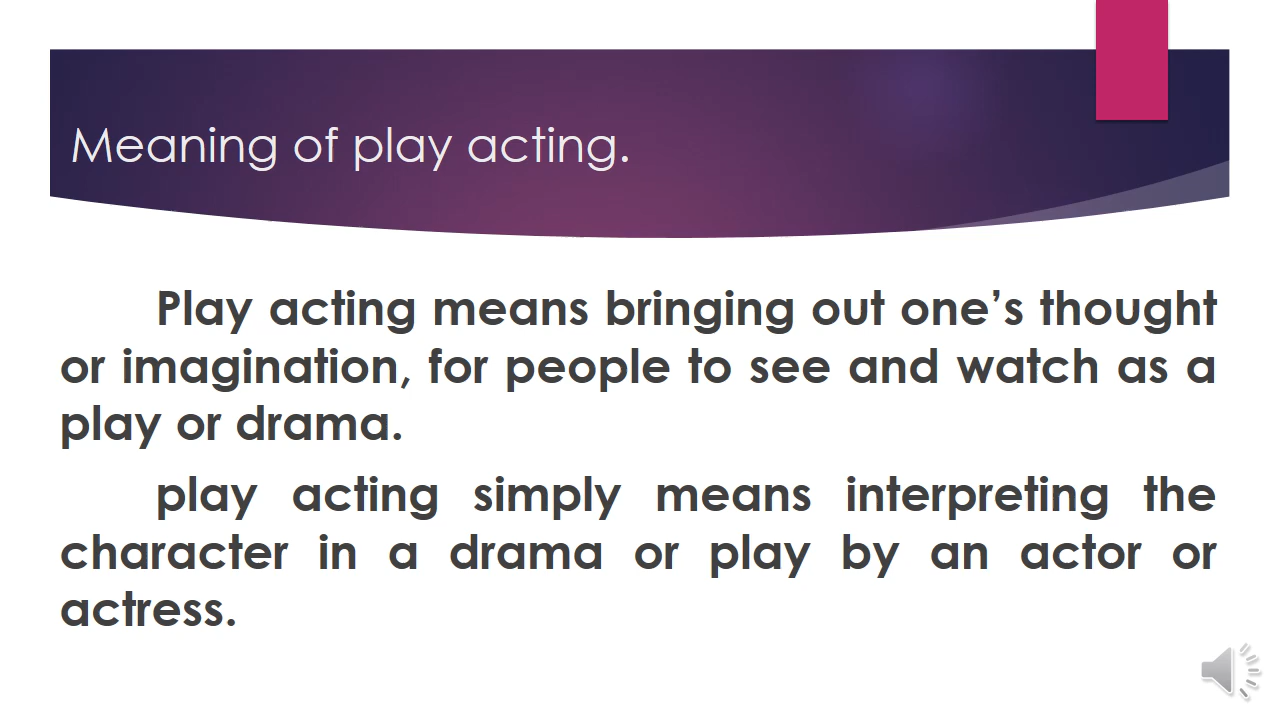 Meaning of play acting.
Play acting means bringing out one’s thought
or imagination, for people to see and watch as a
play or drama.
play acting simply means interpreting the
character in a drama or play by an actor or
actress.